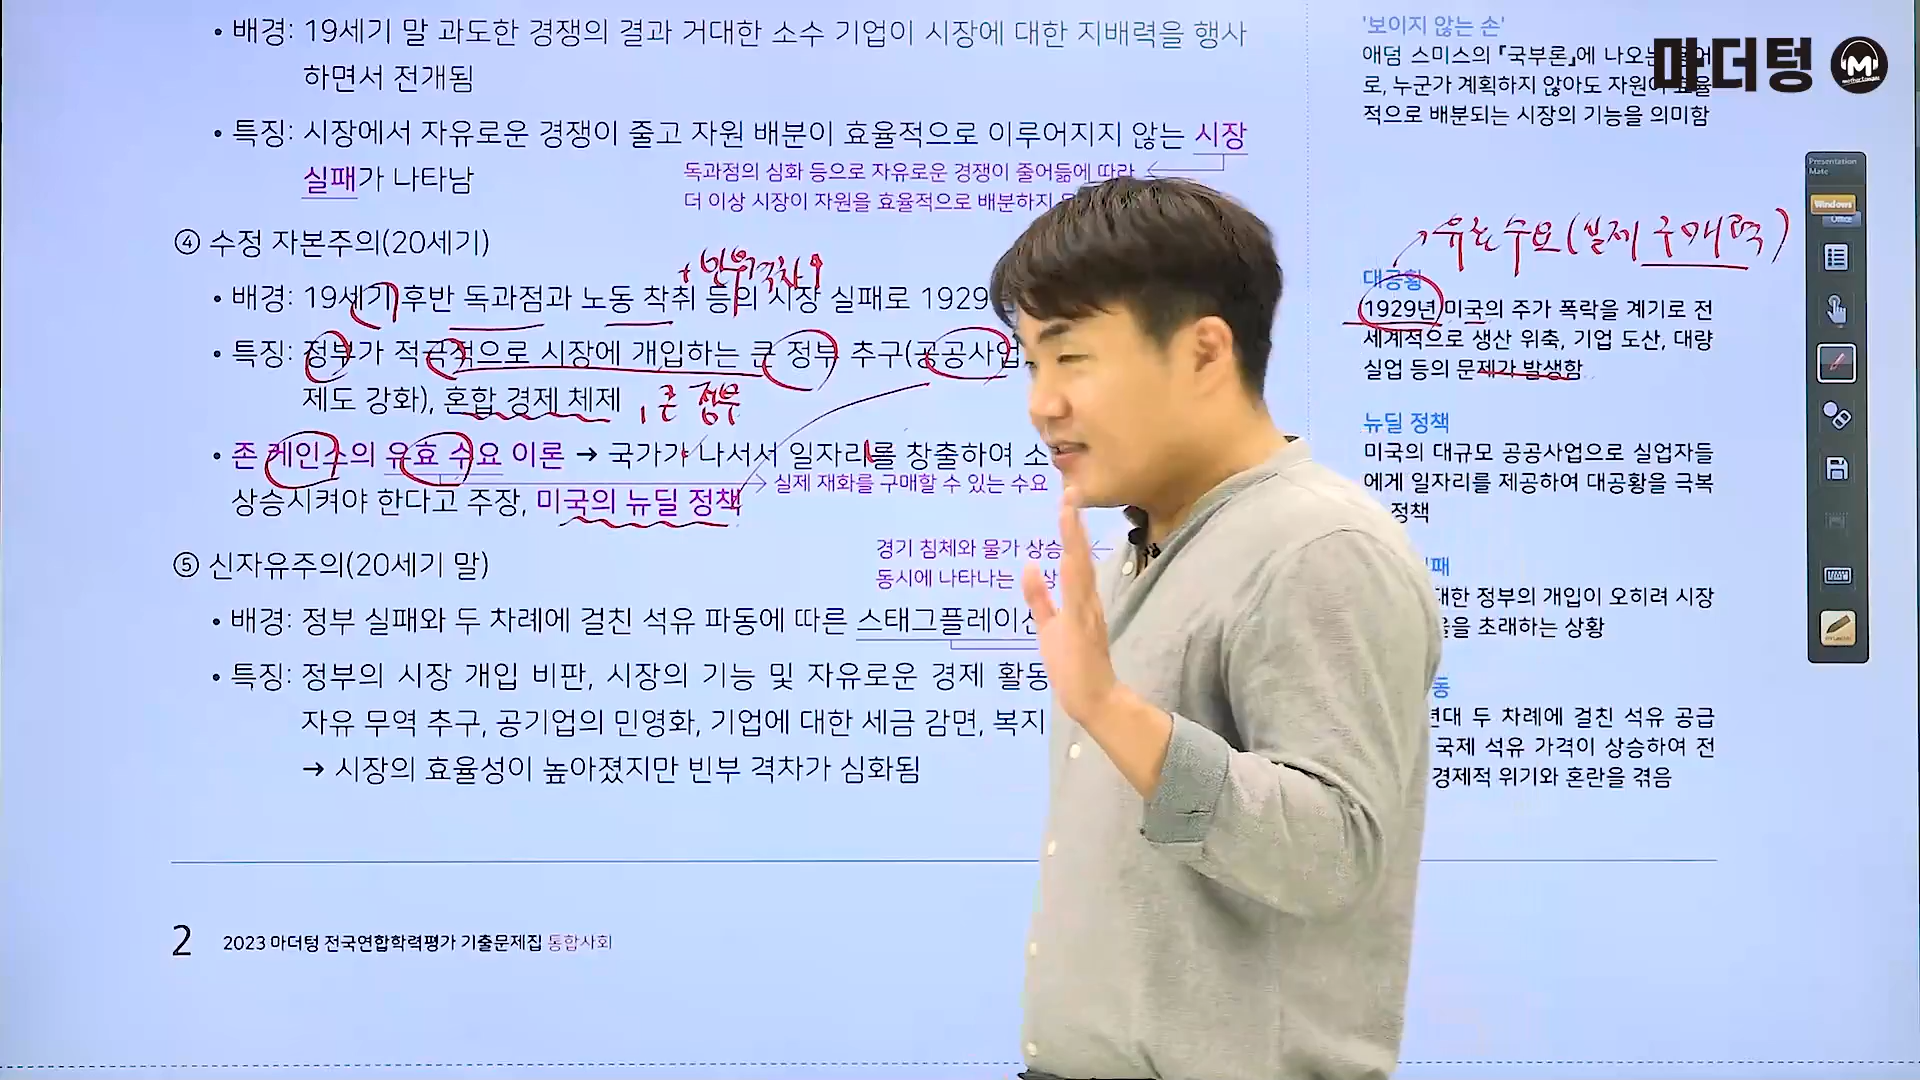 • 배경: 19세기 말 과도한 경쟁의 결과 거대한 소수 기업이 시장에 대한 지배력을 행사
하면서 전개됨
• 특징: 시장에서 자유로운 경쟁이 줄고 자원 배분이 효율적으로 이루어지지 않는 시장
실패가 나타남
독과점의 심화 등으로 자유로운 경쟁이 줄어듦에 따라
더 이상 시장이 자원을 효율적으로 배분하지
④ 수정 자본주의(20세기)
+ 빈부격차↑
• 배경: 19세기 후반 독과점과 노동 착취 등의 시장 실패로 1929
• 특징: 정부가 적극적으로 시장에 개입하는 큰 정부 추구(공공사업
제도 강화), 혼합 경제 체제
큰 정부
• 존 케인스의 유효 수요 이론 → 국가가 나서서 일자리를 창출하여 소
실제 재화를 구매할 수 있는 수요
상승시켜야 한다고 주장, 미국의 뉴딜 정책
⑤ 신자유주의(20세기 말)
경기 침체와 물가 상승
동시에 나타나는
• 배경: 정부 실패와 두 차례에 걸친 석유 파동에 따른 스태그플레이션
• 특징: 정부의 시장 개입 비판, 시장의 기능 및 자유로운 경제 활동
자유 무역 추구, 공기업의 민영화, 기업에 대한 세금 감면, 복지
→ 시장의 효율성이 높아졌지만 빈부 격차가 심화됨
2 2023 마더텅 전국연합학력평가 기출문제집 통합사회
'보이지 않는 손'
애덤 스미스의 『국부론』에 나오는
로, 누군가 계획하지 않아도 자원이 효율
적으로 배분되는 시장의 기능을 의미함
마더텅 M
유효 수요(실제 구매력)
대공황
1929년 미국의 주가 폭락을 계기로 전
세계적으로 생산 위축, 기업 도산, 대량
실업 등의 문제가 발생함
뉴딜 정책
미국의 대규모 공공사업으로 실업자들
에게 일자리를 제공하여 대공황을 극복
정책
대한 정부의 개입이 오히려 시장
초래하는 상황
두 차례에 걸친 석유 공급
국제 석유 가격이 상승하여 전
경제적 위기와 혼란을 겪음
Presentation
Mate
Windows
Office